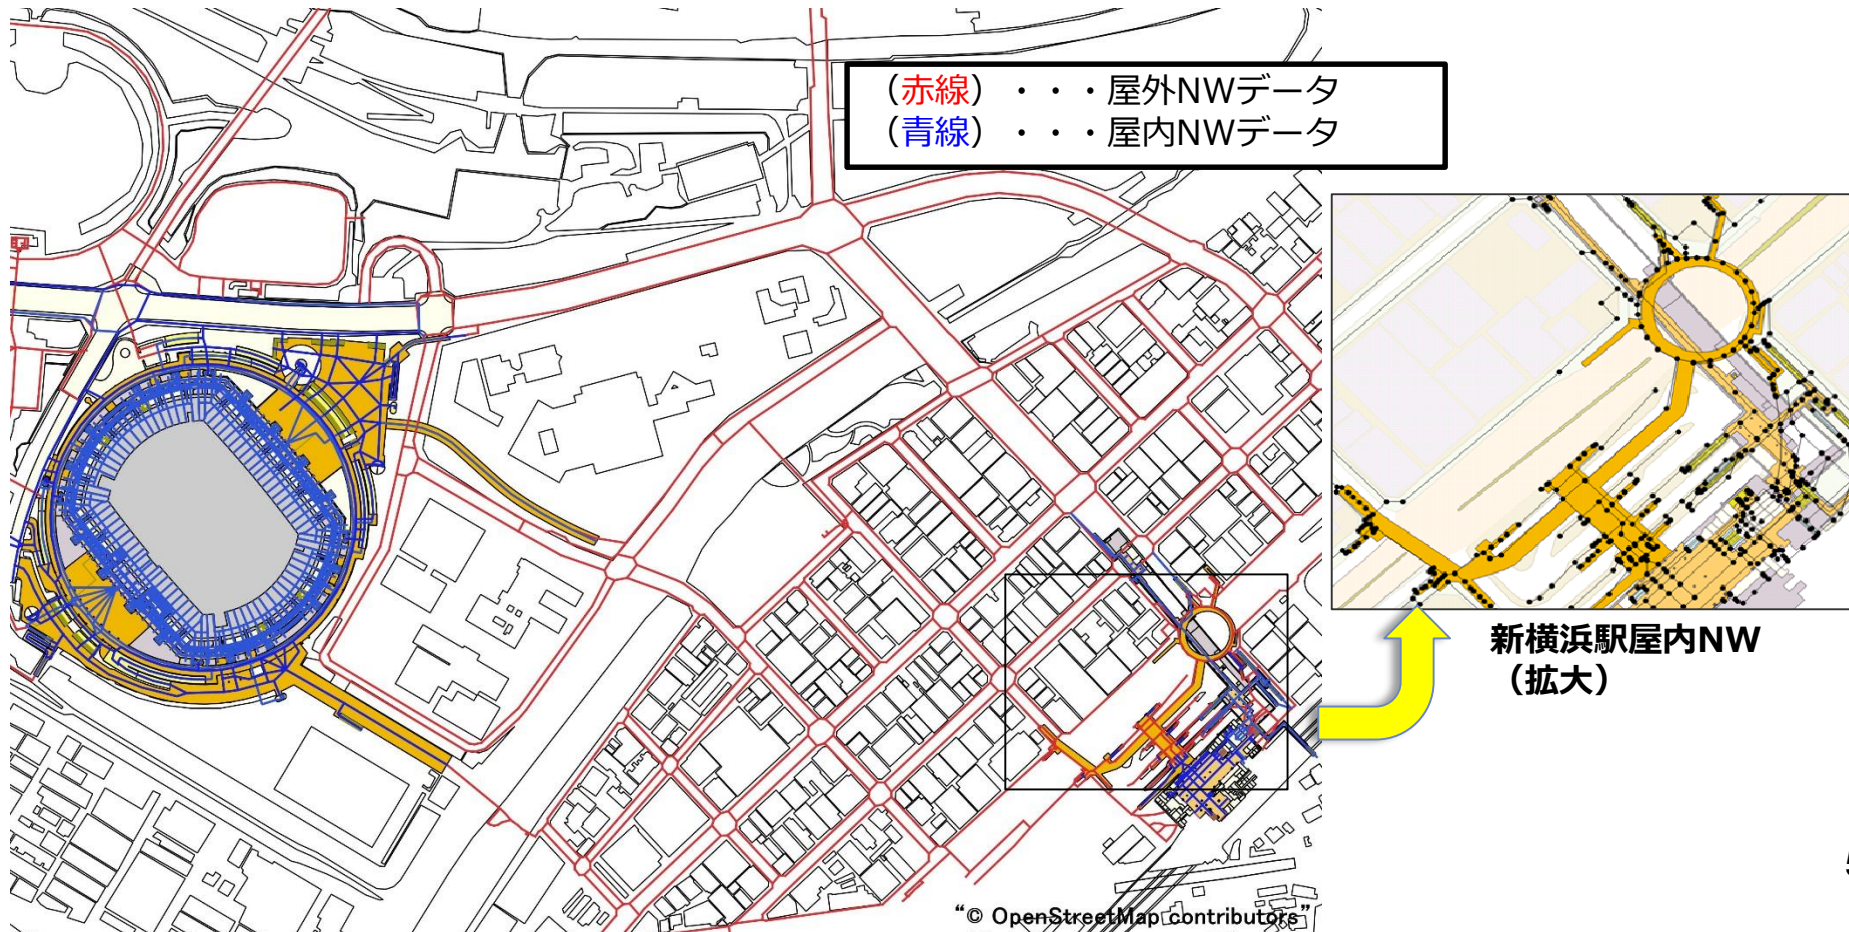 （赤線）・・・屋外NWデータ
（青線）・・・屋内NWデータ
新横浜駅屋内NW
（拡大）
“© OpenStreetMap contributors”